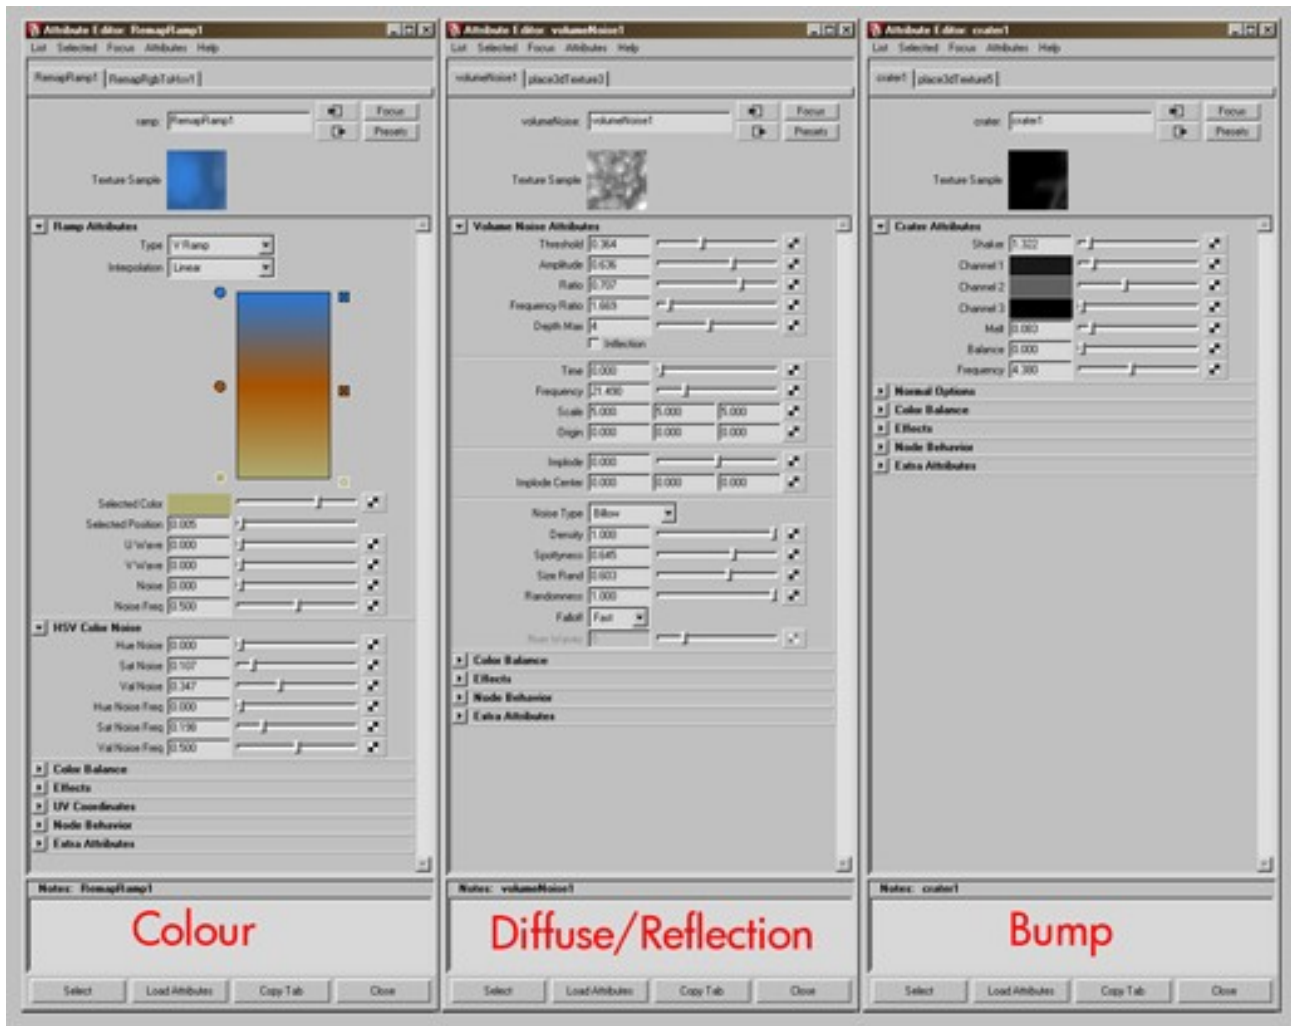 Attribute Editor: RemapRamp1
List Selected Focus Attributes Help
RemapRamp1 RemapRgbToHsv1
ramp: RemapRamp1
Focus
Presets
Texture Sample
Ramp Attributes
Type V Ramp
Interpolation Linear
Selected Color
Selected Position 0.005
U Wave 0.000
V Wave 0.000
Noise 0.000
Noise Freq 0.500
HSV Color Noise
Hue Noise 0.000
Sat Noise 0.107
Val Noise 0.347
Hue Noise Freq 0.000
Sat Noise Freq 0.198
Val Noise Freq 0.500
Color Balance
Effects
UV Coordinates
Node Behavior
Extra Attributes
Notes: RemapRamp1
Colour
Select Load Attributes Copy Tab Close
Attribute Editor: volumeNoise1
List Selected Focus Attributes Help
volumeNoise1 place3dTexture3
volumeNoise: volumeNoise1
Focus
Presets
Texture Sample
Volume Noise Attributes
Threshold 0.364
Amplitude 0.636
Ratio 0.707
Frequency Ratio 1.669
Depth Max 4
Inflection
Time 0.000
Frequency 21.490
Scale 5.000 5.000 5.000
Origin 0.000 0.000 0.000
Implode 0.000
Implode Center 0.000 0.000 0.000
Noise Type Billow
Density 1.000
Spottyness 0.645
Size Rand 0.603
Randomness 1.000
Falloff Fast
Num Waves
Color Balance
Effects
Node Behavior
Extra Attributes
Notes: volumeNoise1
Diffuse/Reflection
Select Load Attributes Copy Tab Close
Attribute Editor: crater1
List Selected Focus Attributes Help
crater1 place3dTexture5
crater: crater1
Focus
Presets
Texture Sample
Crater Attributes
Shaker 1.322
Channel 1
Channel 2
Channel 3
Melt 0.083
Balance 0.000
Frequency 4.380
Normal Options
Color Balance
Effects
Node Behavior
Extra Attributes
Notes: crater1
Bump
Select Load Attributes Copy Tab Close